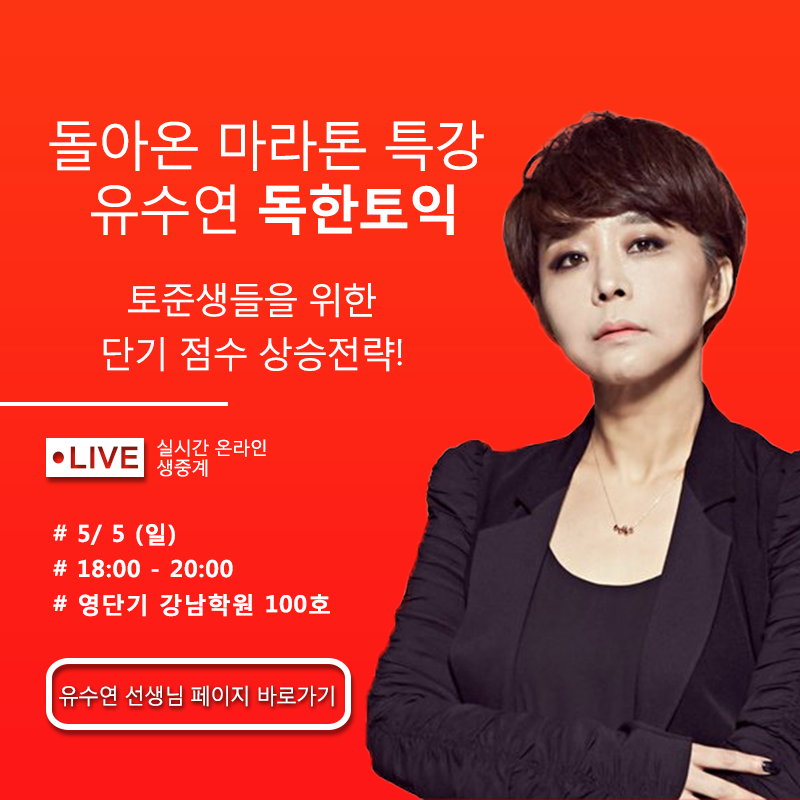 돌아온 마라톤 특강
유수연 독한토익
토준생들을 위한
단기 점수 상승전략!
LIVE 실시간 온라인
생중계
# 5/ 5 (일)
# 18:00 - 20:00
# 영단기 강남학원 100호
유수연 선생님 페이지 바로가기